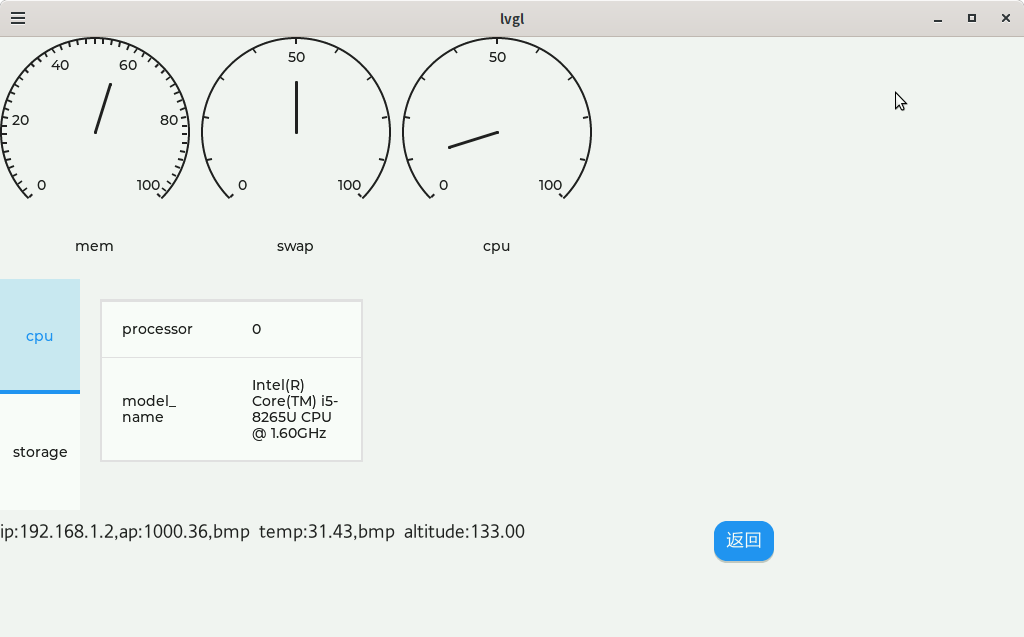 lvgl
40 60
20 80
0 100
50
0 100
50
0 100
mem
swap
cpu
cpu
storage
processor 0
model_
name
Intel(R)
Core(TM) i5-
8265U CPU
@ 1.60GHz
ip:192.168.1.2,ap:1000.36,bmp temp:31.43,bmp altitude:133.00
返回